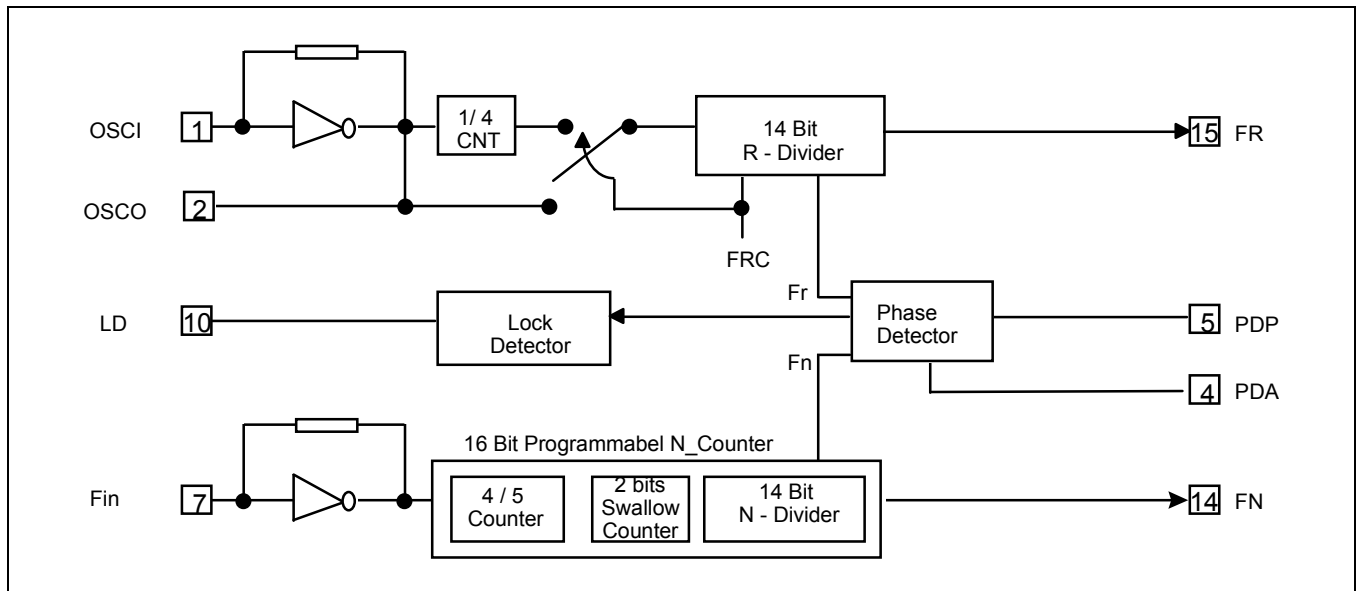 OSCI
1
1/ 4
CNT
14 Bit
R - Divider
15
FR
OSCO
2
FRC
Fr
LD
10
Lock
Detector
Phase
Detector
5
PDP
Fn
4
PDA
16 Bit Programmabel N_Counter
Fin
7
4 / 5
Counter
2 bits
Swallow
Counter
14 Bit
N - Divider
14
FN